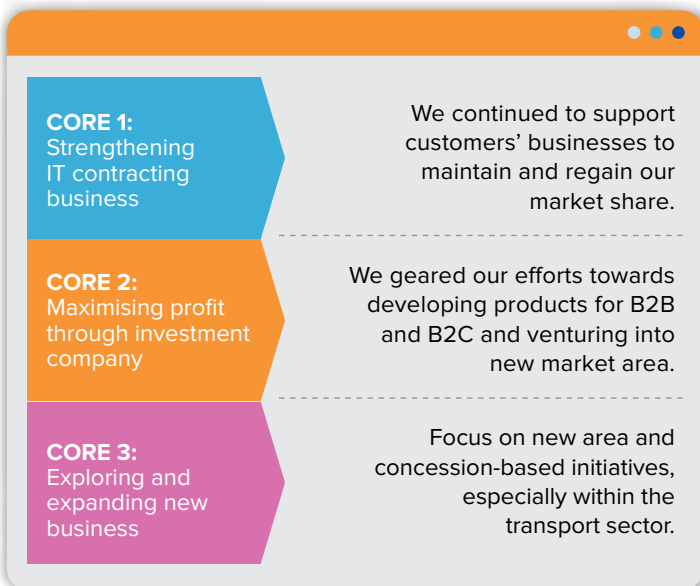 CORE 1:
Strengthening
IT contracting
business
We continued to support
customers’ businesses to
maintain and regain our
market share.
CORE 2:
Maximising profit
through investment
company
We geared our efforts towards
developing products for B2B
and B2C and venturing into
new market area.
CORE 3:
Exploring and
expanding new
business
Focus on new area and
concession-based initiatives,
especially within the
transport sector.